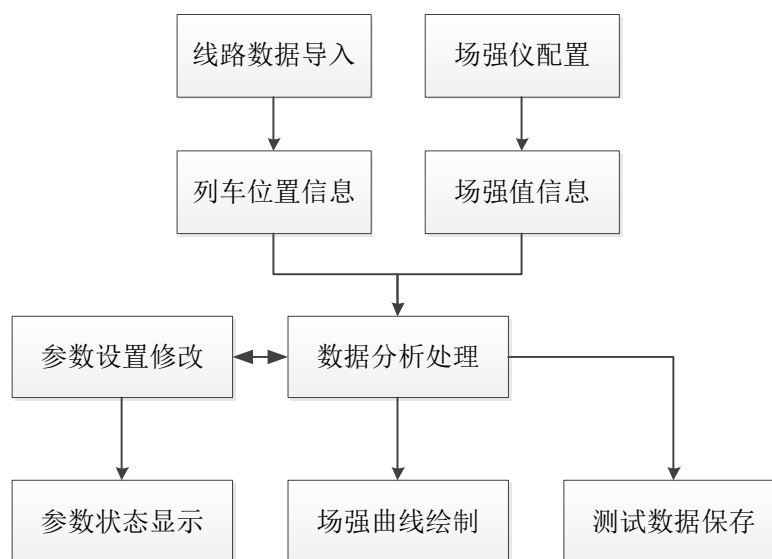 线路数据导入
场强仪配置
列车位置信息
场强值信息
参数设置修改
数据分析处理
参数状态显示
场强曲线绘制
测试数据保存